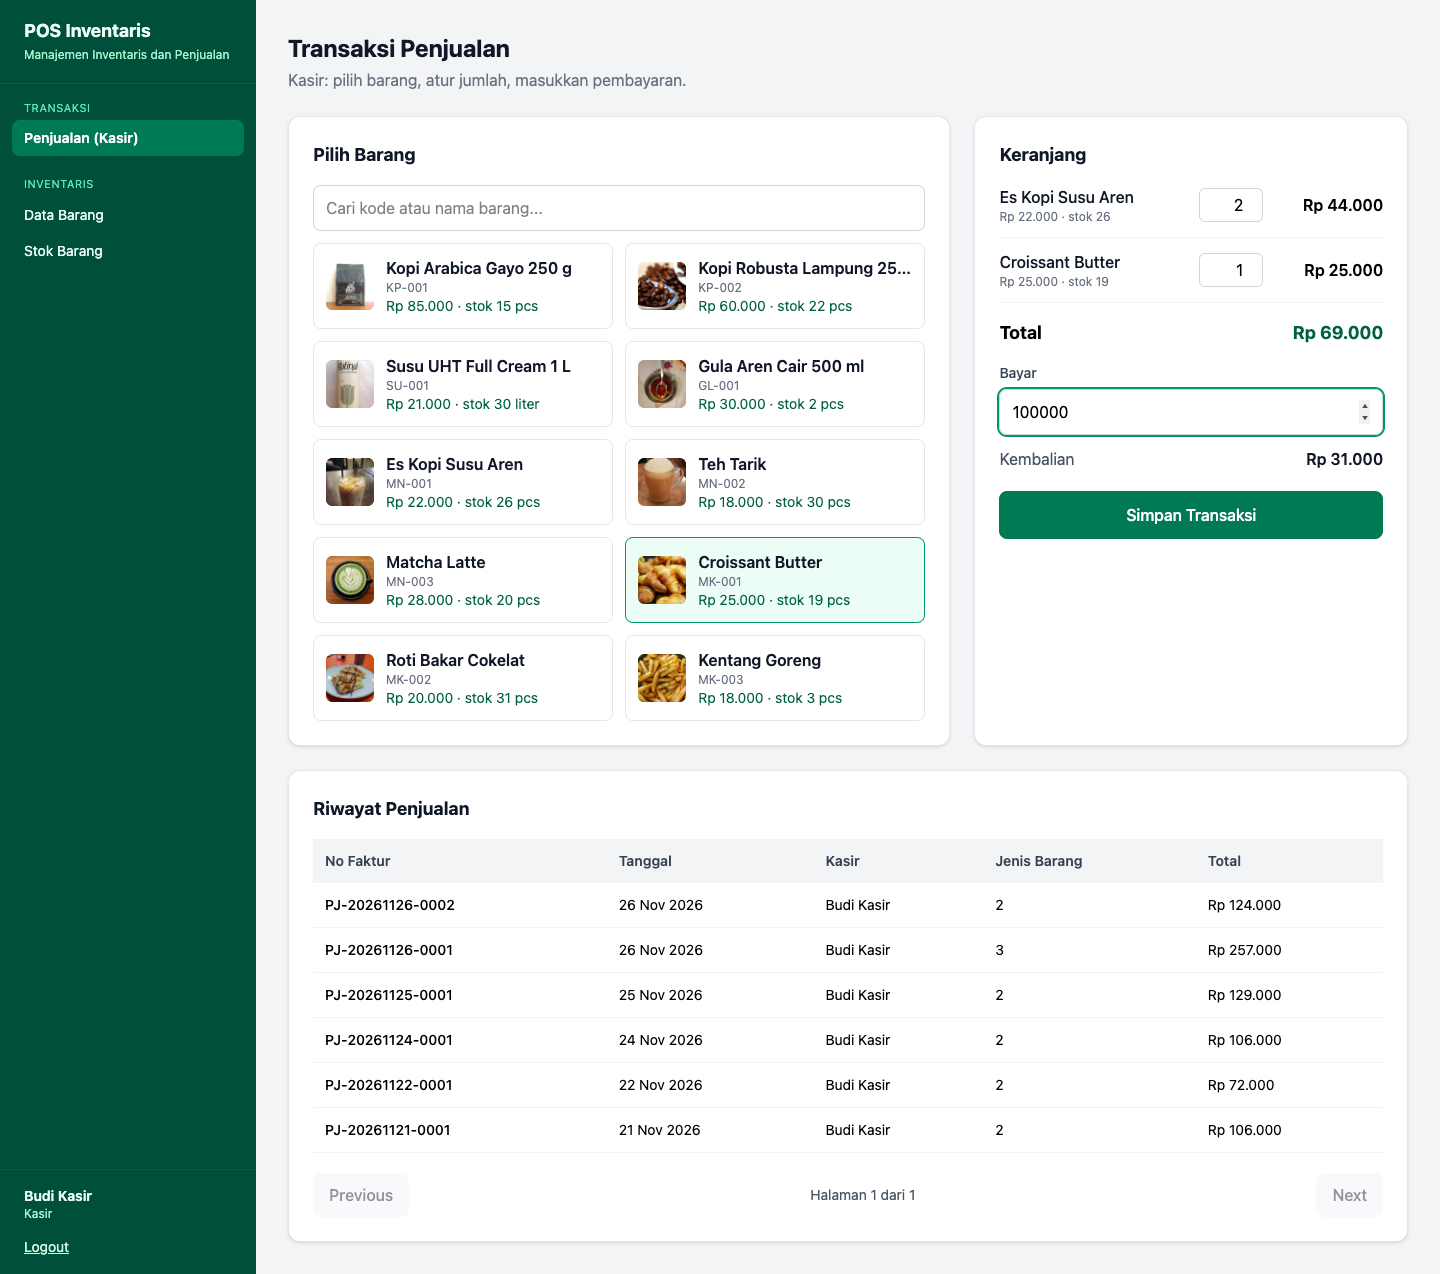 POS Inventaris
Manajemen Inventaris dan Penjualan
TRANSAKSI
Penjualan (Kasir)
INVENTARIS
Data Barang
Stok Barang
Budi Kasir
Kasir
Logout
Transaksi Penjualan
Kasir: pilih barang, atur jumlah, masukkan pembayaran.
Pilih Barang
Cari kode atau nama barang...
Kopi Arabica Gayo 250 g
KP-001
Rp 85.000 · stok 15 pcs
Kopi Robusta Lampung 25...
KP-002
Rp 60.000 · stok 22 pcs
Susu UHT Full Cream 1 L
SU-001
Rp 21.000 · stok 30 liter
Gula Aren Cair 500 ml
GL-001
Rp 30.000 · stok 2 pcs
Es Kopi Susu Aren
MN-001
Rp 22.000 · stok 26 pcs
Teh Tarik
MN-002
Rp 18.000 · stok 30 pcs
Matcha Latte
MN-003
Rp 28.000 · stok 20 pcs
Croissant Butter
MK-001
Rp 25.000 · stok 19 pcs
Roti Bakar Cokelat
MK-002
Rp 20.000 · stok 31 pcs
Kentang Goreng
MK-003
Rp 18.000 · stok 3 pcs
Keranjang
Es Kopi Susu Aren 2 Rp 44.000
Rp 22.000 · stok 26
Croissant Butter 1 Rp 25.000
Rp 25.000 · stok 19
Total Rp 69.000
Bayar
100000
Kembalian Rp 31.000
Simpan Transaksi
Riwayat Penjualan
No Faktur Tanggal Kasir Jenis Barang Total
PJ-20261126-0002 26 Nov 2026 Budi Kasir 2 Rp 124.000
PJ-20261126-0001 26 Nov 2026 Budi Kasir 3 Rp 257.000
PJ-20261125-0001 25 Nov 2026 Budi Kasir 2 Rp 129.000
PJ-20261124-0001 24 Nov 2026 Budi Kasir 2 Rp 106.000
PJ-20261122-0001 22 Nov 2026 Budi Kasir 2 Rp 72.000
PJ-20261121-0001 21 Nov 2026 Budi Kasir 2 Rp 106.000
Previous Halaman 1 dari 1 Next